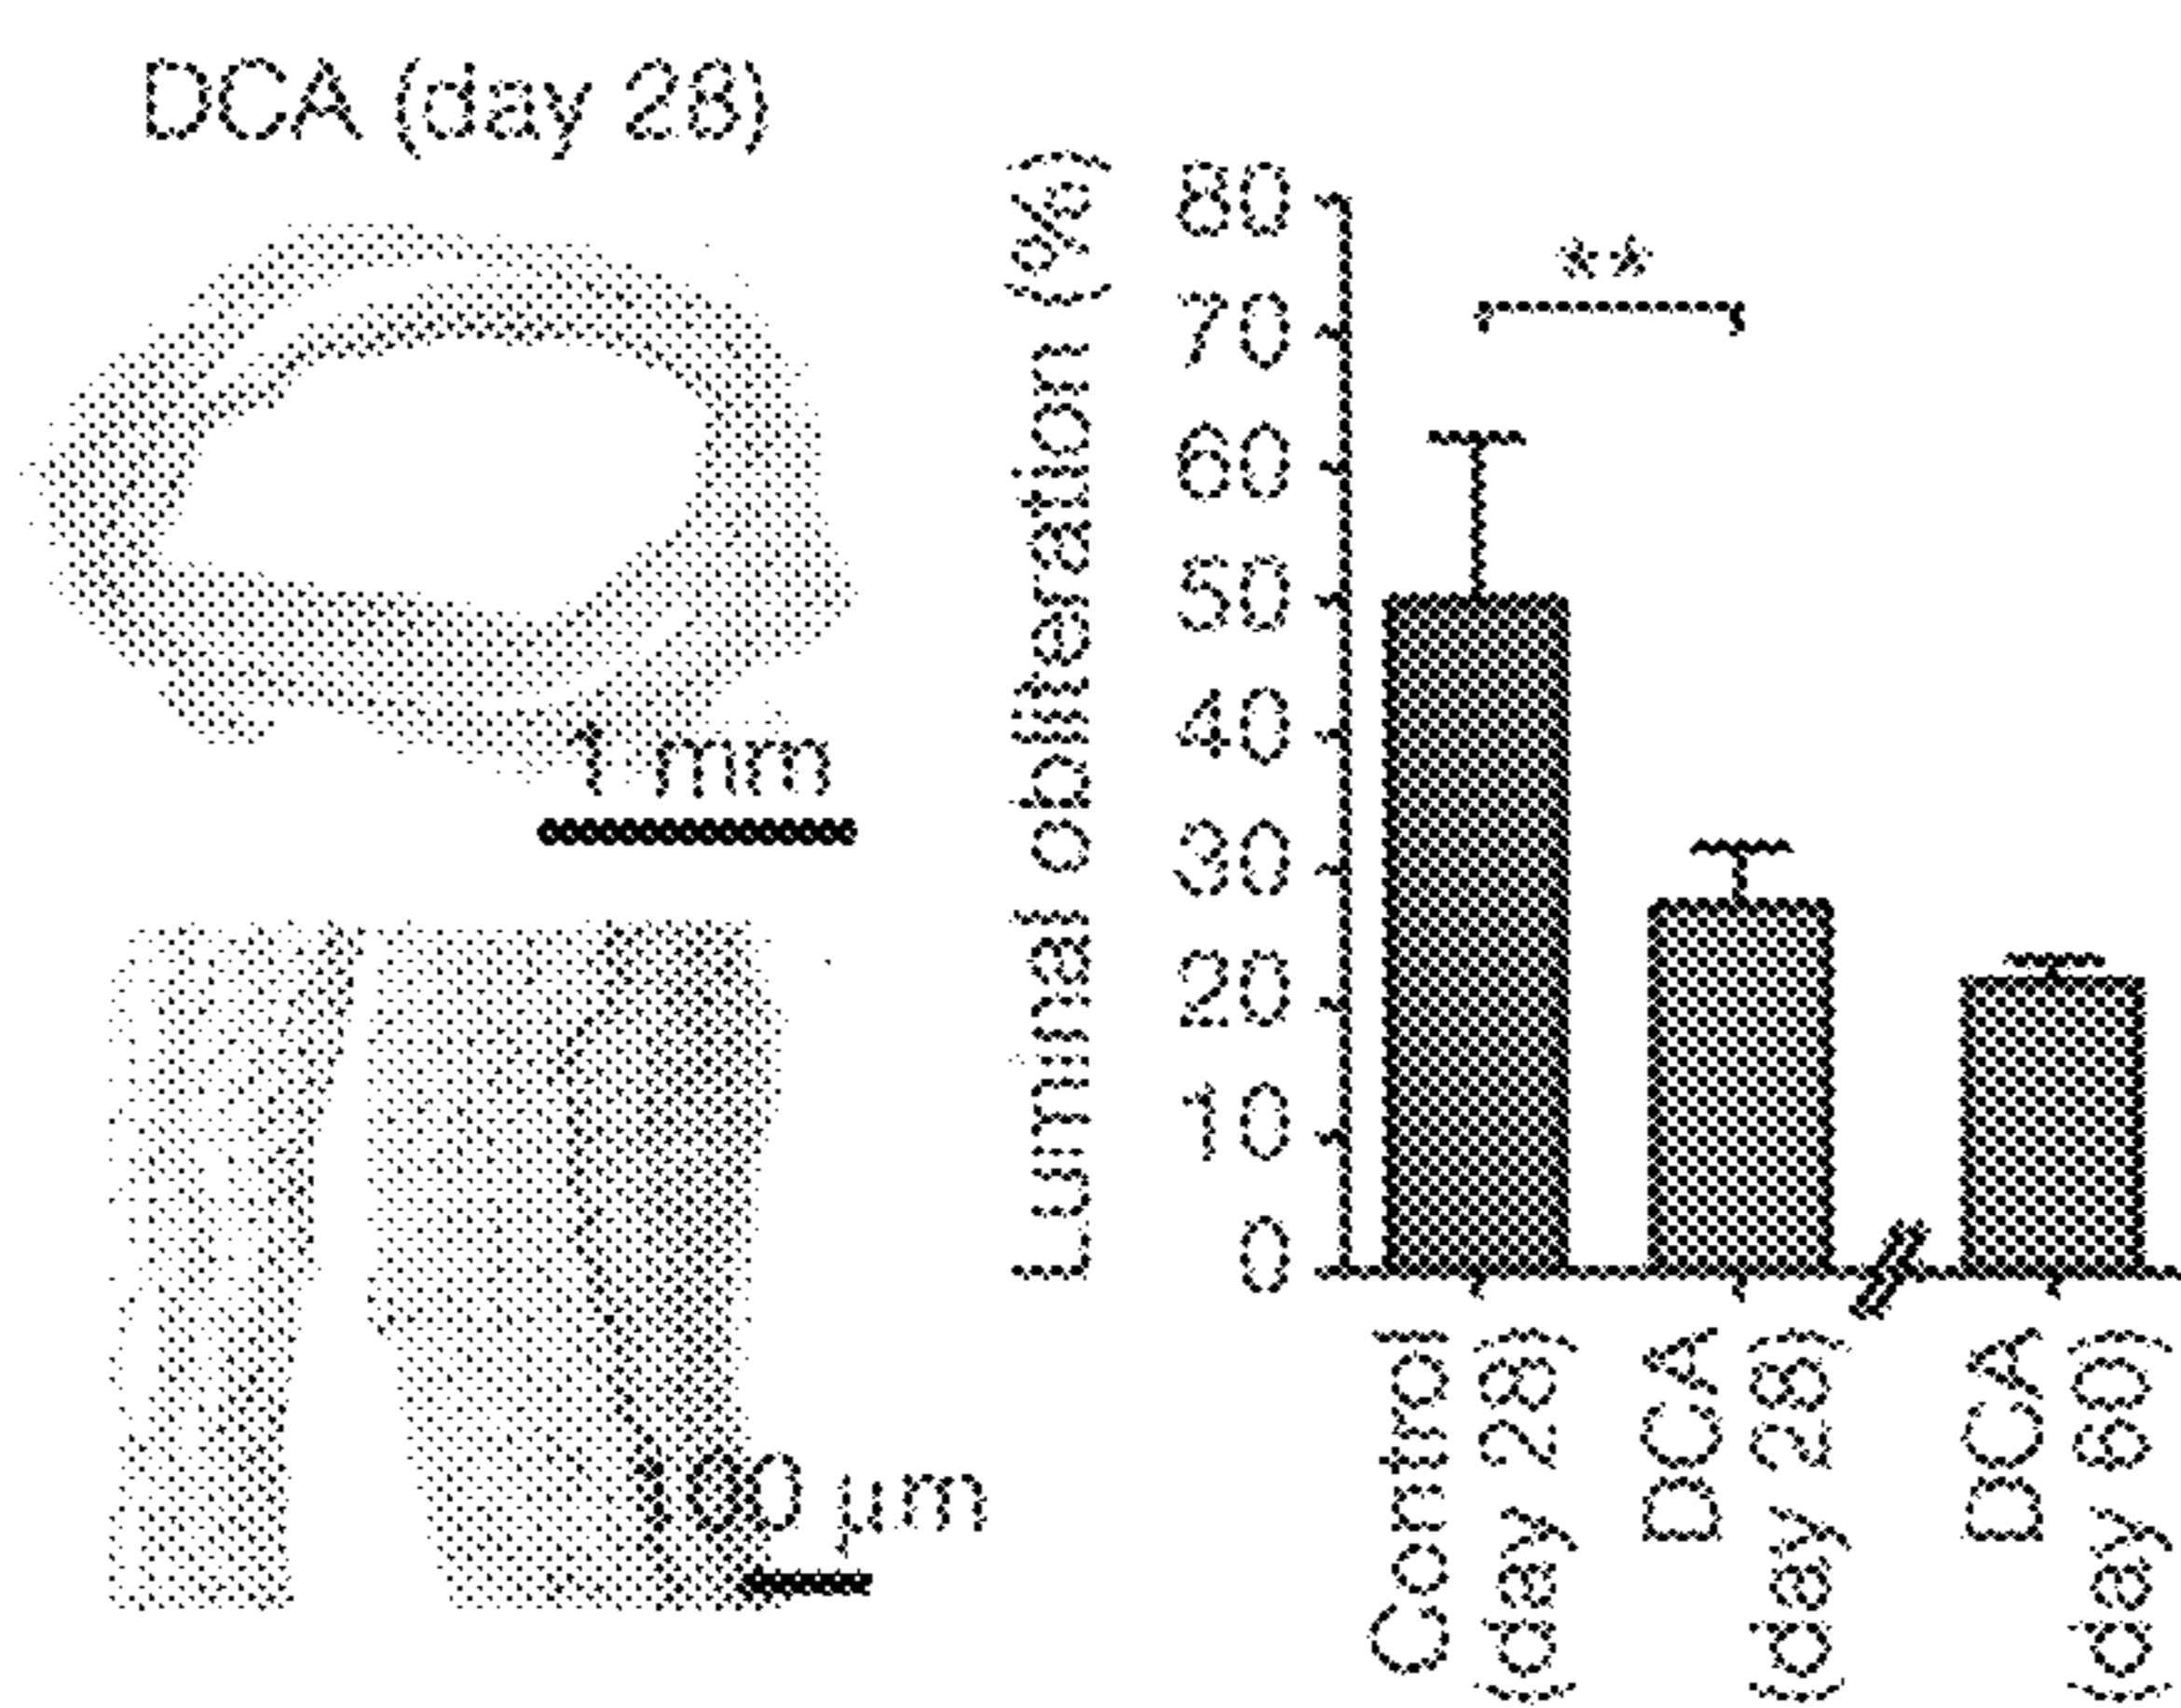 DCA (day 28)
1 mm
100 µm
Luminal obliteration (%)
80
70
60
50
40
30
20
10
0
**
Control
(day 28)
DCA
(day 28)
DCA
(day 60)